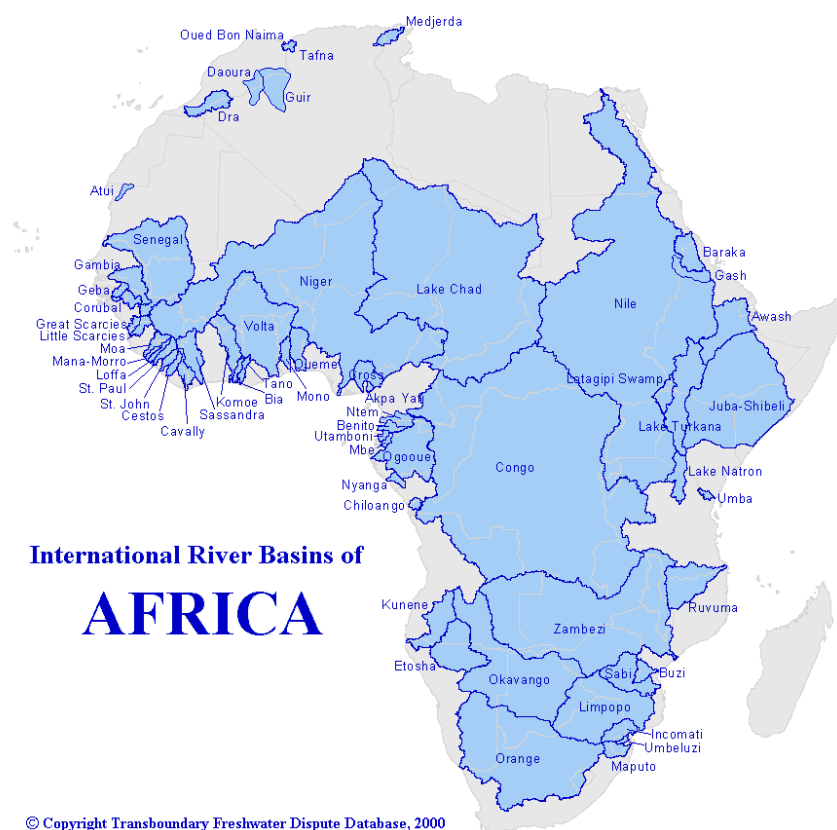 Medjerda
Oued Bon Naima
Tafna
Daoura
Guir
Dra
Atui
Senegal
Baraka
Gambia
Gash
Niger
Geba
Lake Chad
Nile
Corubal
Awash
Great Scarcies
Volta
Little Scarcies
Moa
Oueme
Mana-Morro
Cross
Loffa
Latagipi Swamp
St. Paul
Tano
Komoe
Bia
Mono
Akpa Yafi
St. John
Juba-Shibeli
Cestos
Sassandra
Ntem
Cavally
Benito
Lake Turkana
Utamboni
Mbe
Ogooue
Congo
Lake Natron
Nyanga
Umba
Chiloango
International River Basins of
AFRICA
Kunene
Ruvuma
Zambezi
Etosha
Okavango
Sabi
Buzi
Limpopo
Incomati
Umbeluzi
Orange
Maputo
© Copyright Transboundary Freshwater Dispute Database, 2000